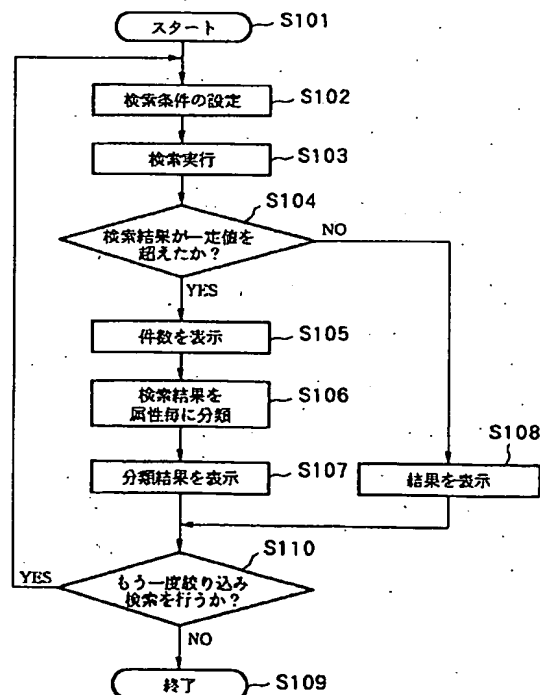 スタート
S101
検索条件の設定
S102
検索実行
S103
S104
検索結果が一定値を
超えたか？
NO
YES
件数を表示
S105
検索結果を
属性毎に分類
S106
分類結果を表示
S107
S108
結果を表示
S110
もう一度絞り込み
検索を行うか？
YES
NO
終了
S109